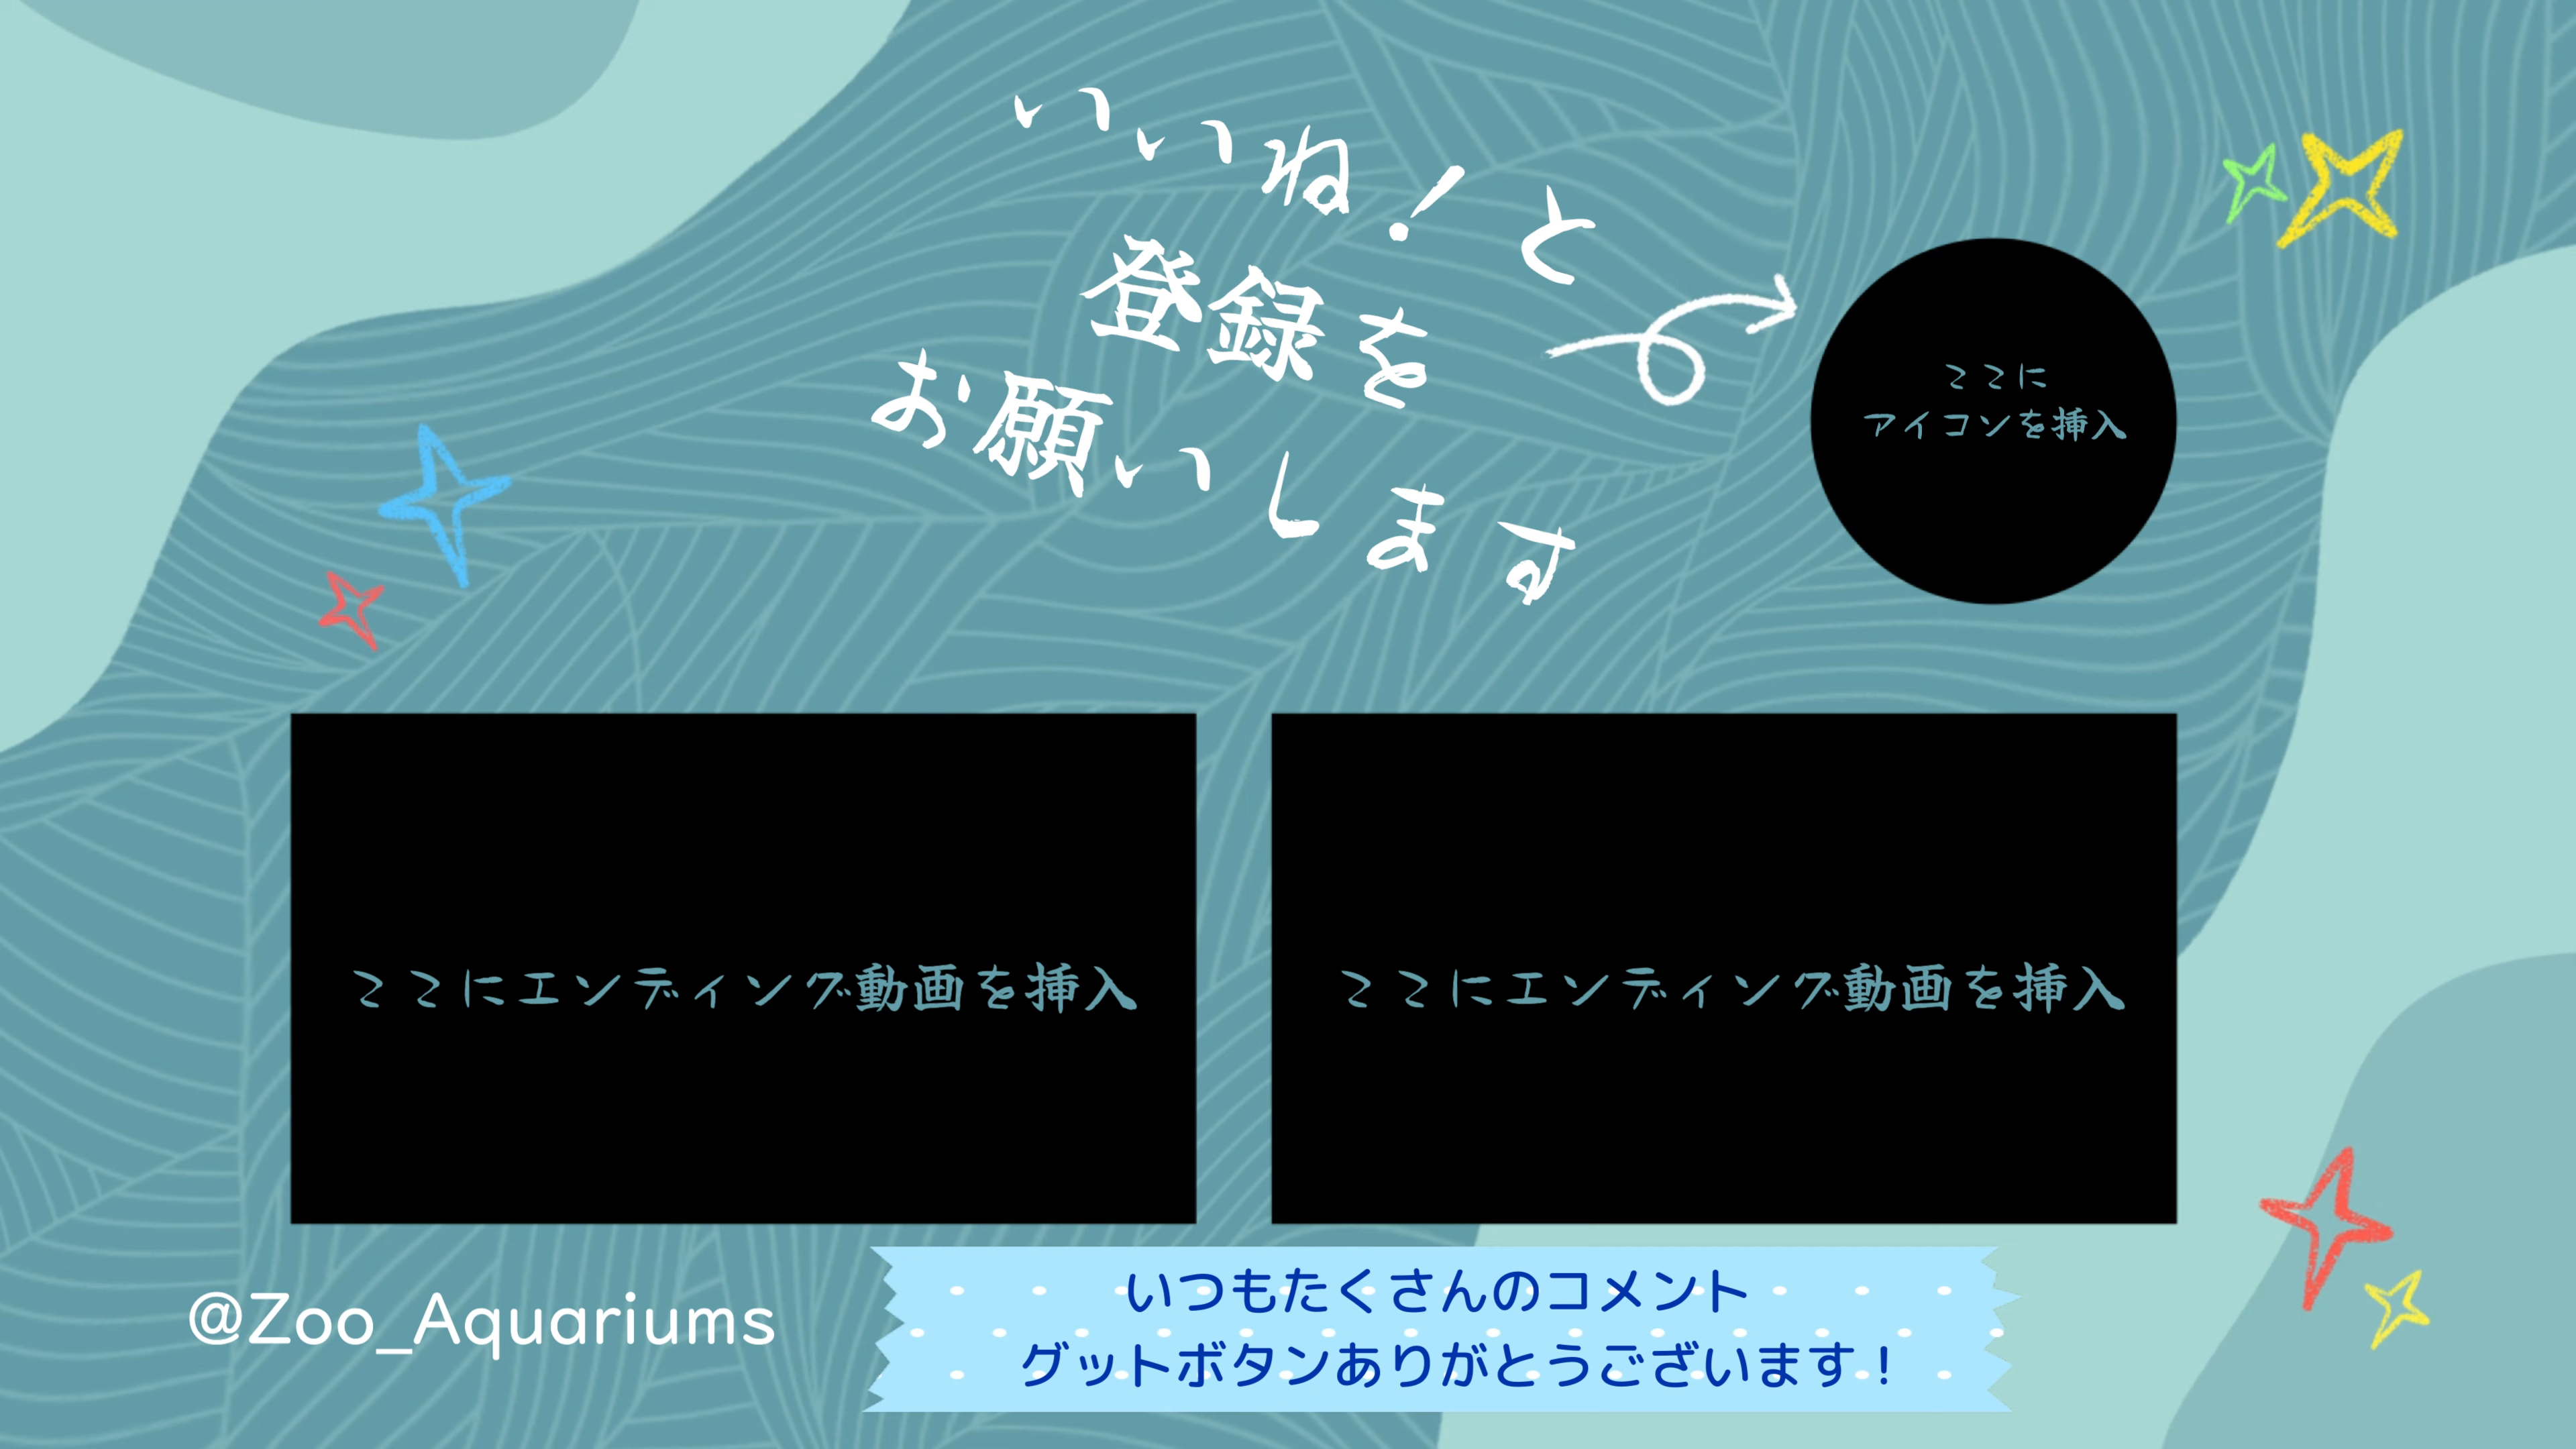 いいね！と
登録を
お願いします
ここに
アイコンを挿入
ここにエンディング動画を挿入
ここにエンディング動画を挿入
@Zoo_Aquariums
いつもたくさんのコメント
グットボタンありがとうございます！